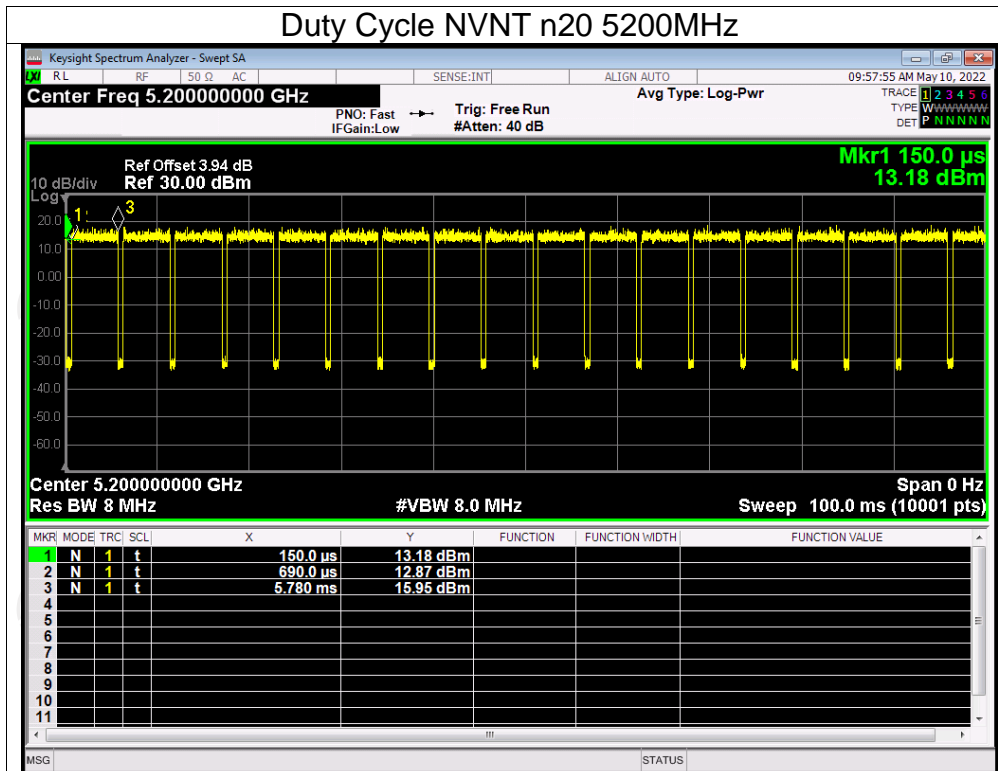 Duty Cycle NVNT n20 5200MHz
Keysight Spectrum Analyzer - Swept SA
LXI RL RF 50 Ω AC SENSE:INT ALIGN AUTO 09:57:55 AM May 10, 2022
Center Freq 5.200000000 GHz Avg Type: Log-Pwr TRACE 1 2 3 4 5 6
PNO: Fast Trig: Free Run TYPE WWWWWW
IFGain:Low #Atten: 40 dB DET P N N N N N
Mkr1 150.0 µs
Ref Offset 3.94 dB
10 dB/div Ref 30.00 dBm 13.18 dBm
Log
1 3
20.0
10.0
0.00
-10.0
-20.0
-30.0
-40.0
-50.0
-60.0
Center 5.200000000 GHz Span 0 Hz
Res BW 8 MHz #VBW 8.0 MHz Sweep 100.0 ms (10001 pts)
MKR MODE TRC SCL X Y FUNCTION FUNCTION WIDTH FUNCTION VALUE
1 N 1 t 150.0 µs 13.18 dBm
2 N 1 t 690.0 µs 12.87 dBm
3 N 1 t 5.780 ms 15.95 dBm
4
5
6
7
8
9
10
11
MSG STATUS